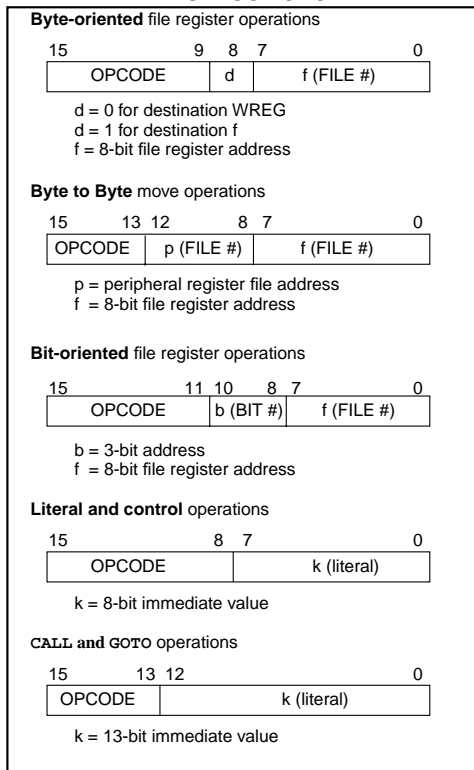 Byte-oriented file register operations
15 9 8 7 0
OPCODE d f (FILE #)
d = 0 for destination WREG
d = 1 for destination f
f = 8-bit file register address
Byte to Byte move operations
15 13 12 8 7 0
OPCODE p (FILE #) f (FILE #)
p = peripheral register file address
f = 8-bit file register address
Bit-oriented file register operations
15 11 10 8 7 0
OPCODE b (BIT #) f (FILE #)
b = 3-bit address
f = 8-bit file register address
Literal and control operations
15 8 7 0
OPCODE k (literal)
k = 8-bit immediate value
CALL and GOTO operations
15 13 12 0
OPCODE k (literal)
k = 13-bit immediate value